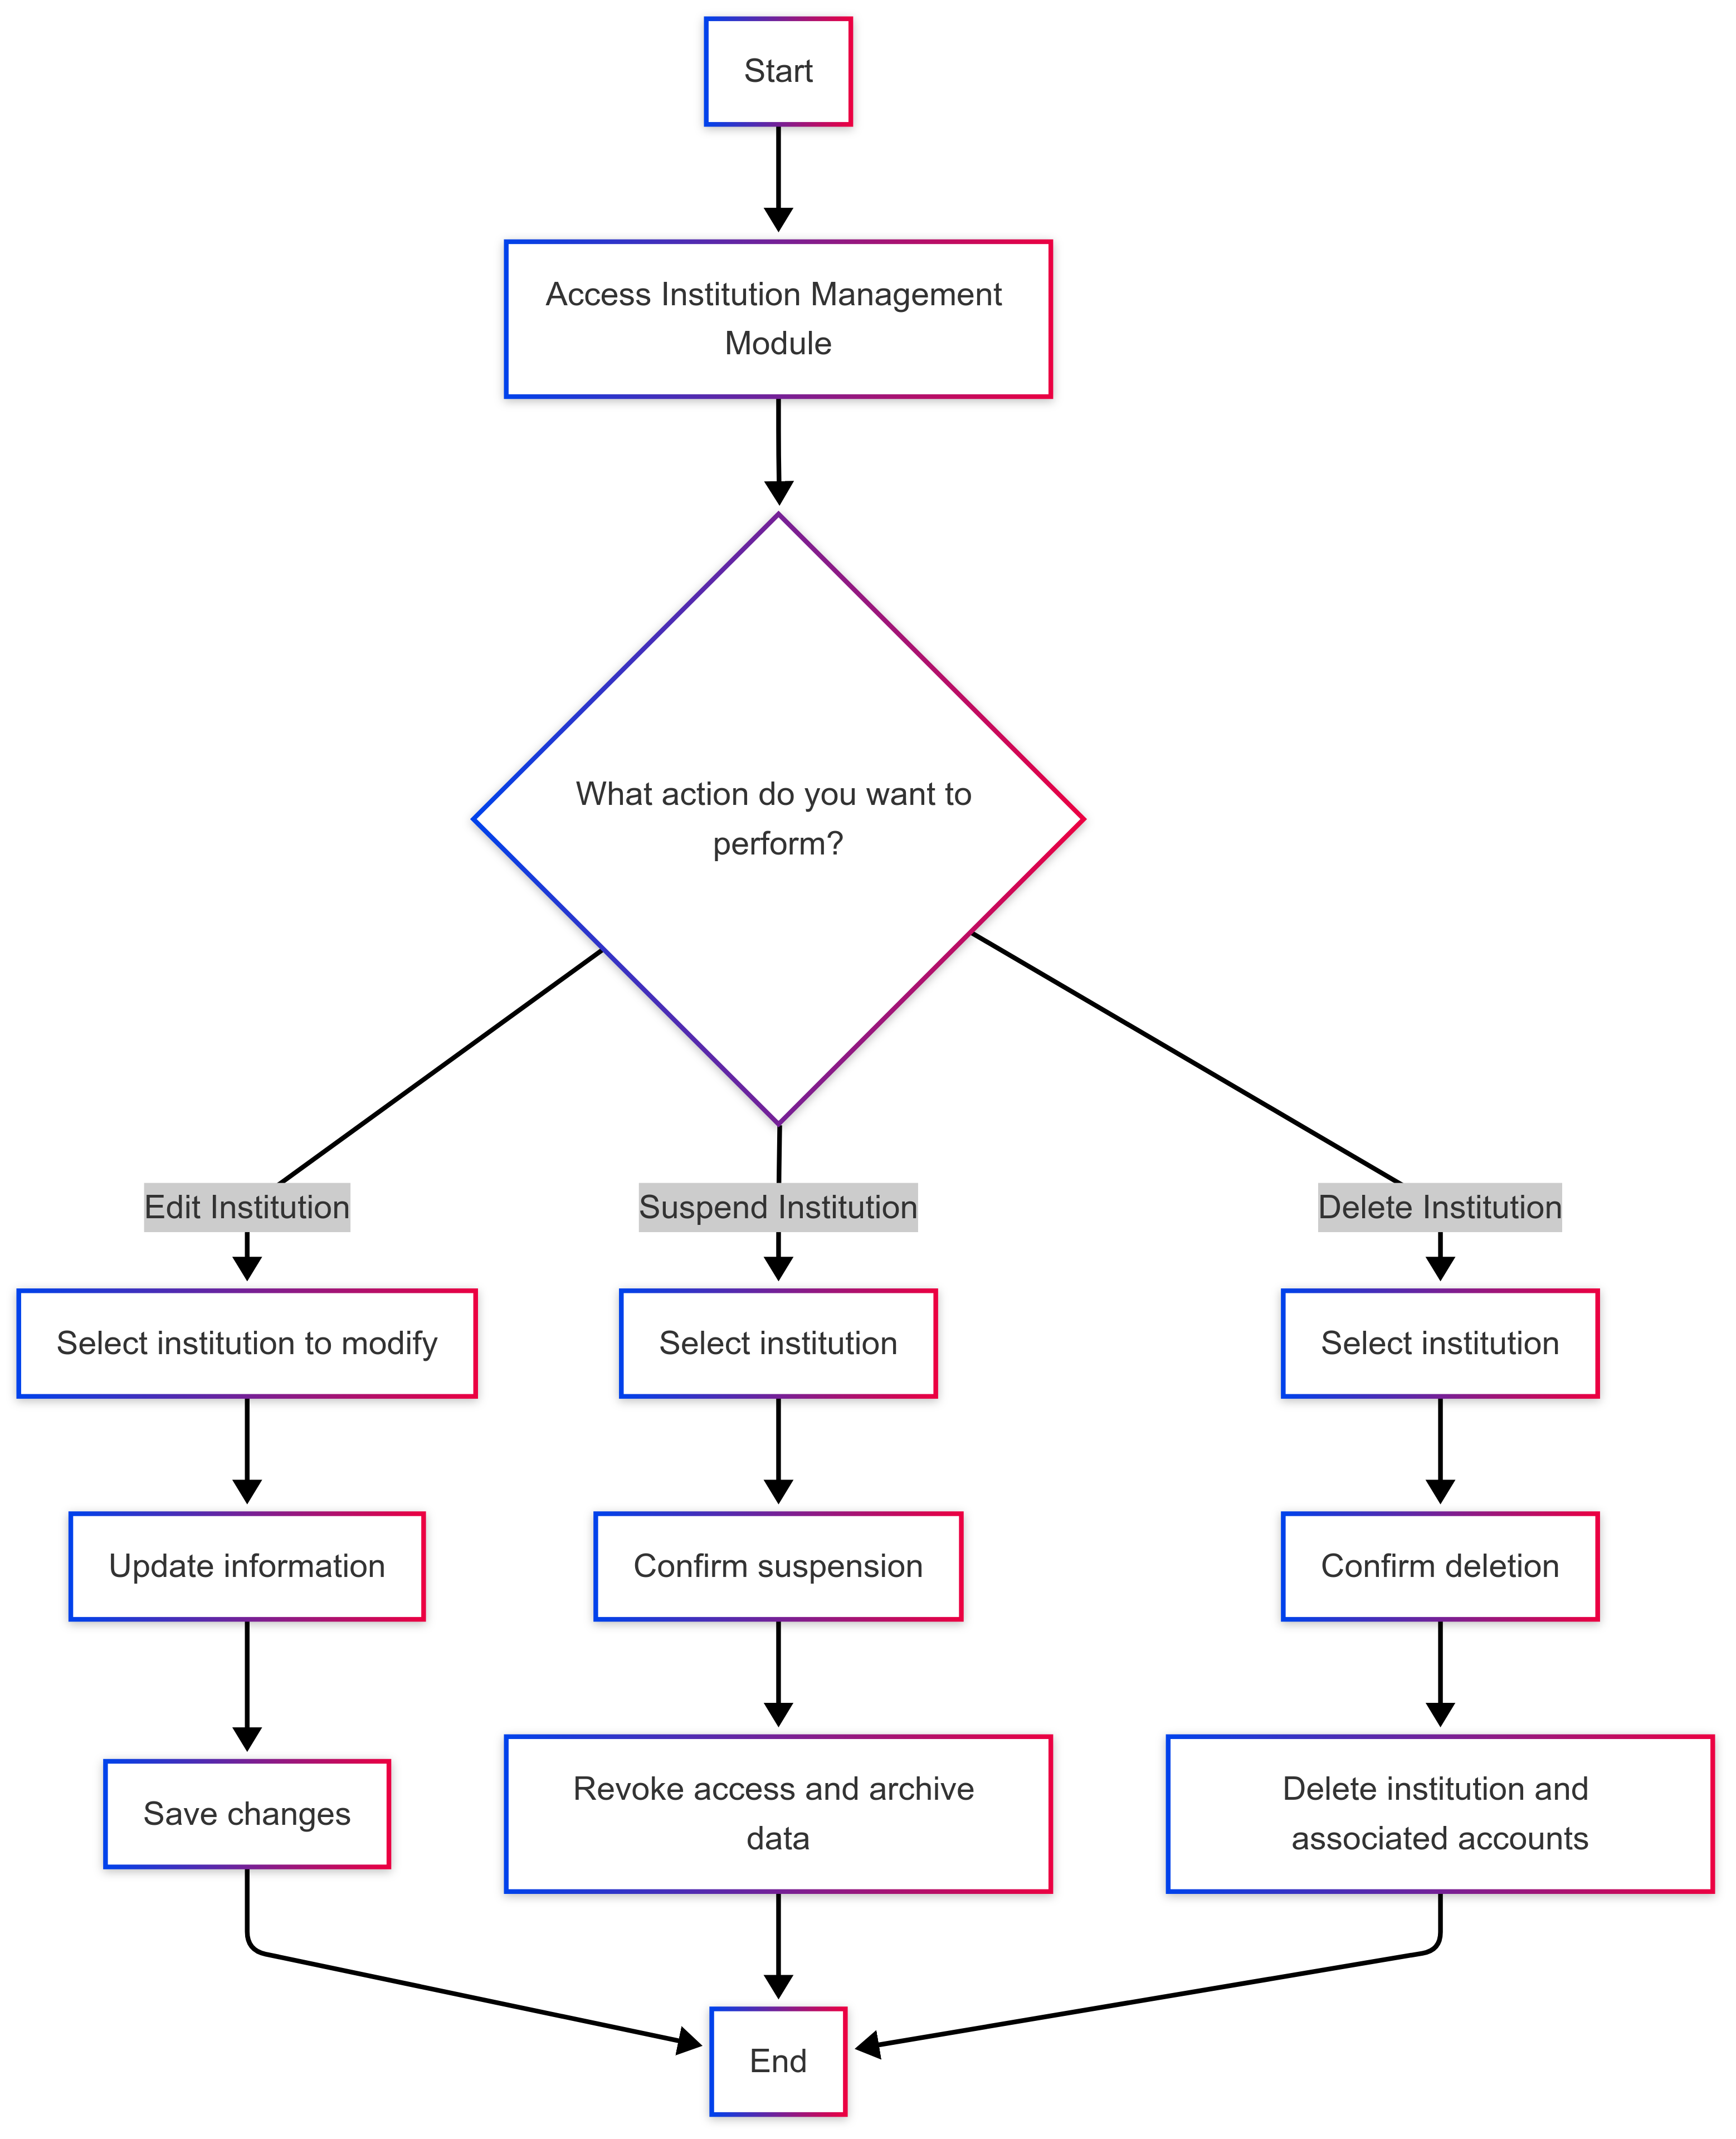 Start
Access Institution Management
Module
What action do you want to
perform?
Edit Institution
Suspend Institution
Delete Institution
Select institution to modify
Select institution
Select institution
Update information
Confirm suspension
Confirm deletion
Save changes
Revoke access and archive
data
Delete institution and
associated accounts
End